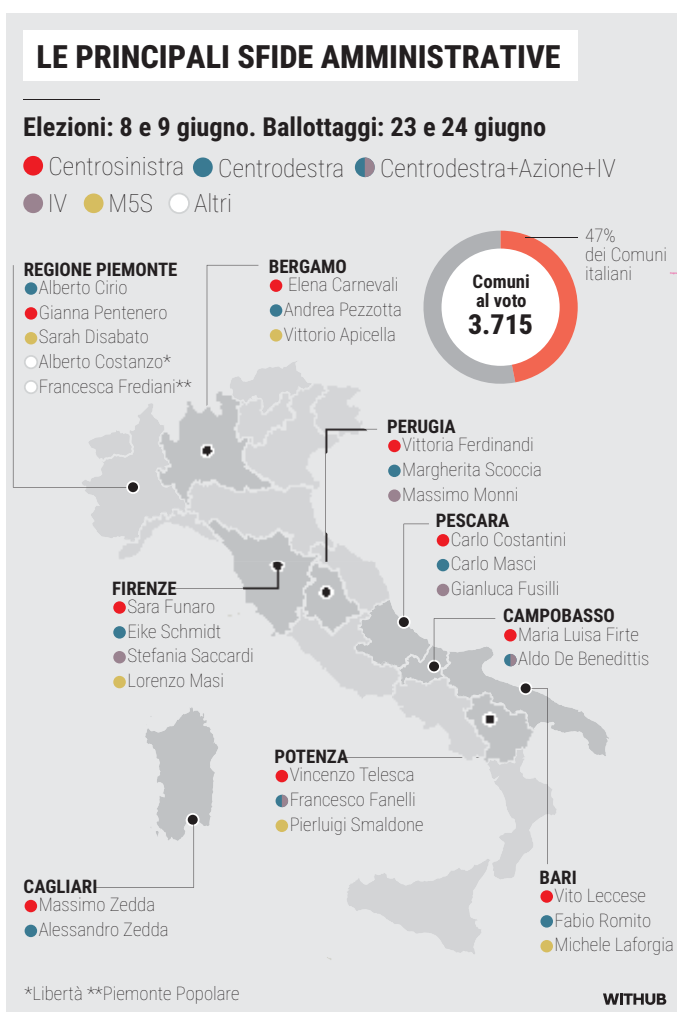 LE PRINCIPALI SFIDE AMMINISTRATIVE
Elezioni: 8 e 9 giugno. Ballottaggi: 23 e 24 giugno
Centrosinistra Centrodestra Centrodestra+Azione+IV
IV M5S Altri
47%
dei Comuni
italiani
Comuni
al voto
3.715
REGIONE PIEMONTE
Alberto Cirio
Gianna Pentenero
Sarah Disabato
Alberto Costanzo*
Francesca Frediani**
BERGAMO
Elena Carnevali
Andrea Pezzotta
Vittorio Apicella
PERUGIA
Vittoria Ferdinandi
Margherita Scoccia
Massimo Monni
PESCARA
Carlo Costantini
Carlo Masci
Gianluca Fusilli
FIRENZE
Sara Funaro
Eike Schmidt
Stefania Saccardi
Lorenzo Masi
CAMPOBASSO
Maria Luisa Firte
Aldo De Benedittis
POTENZA
Vincenzo Telesca
Francesco Fanelli
Pierluigi Smaldone
CAGLIARI
Massimo Zedda
Alessandro Zedda
BARI
Vito Leccese
Fabio Romito
Michele Laforgia
*Libertà **Piemonte Popolare
WITHUB